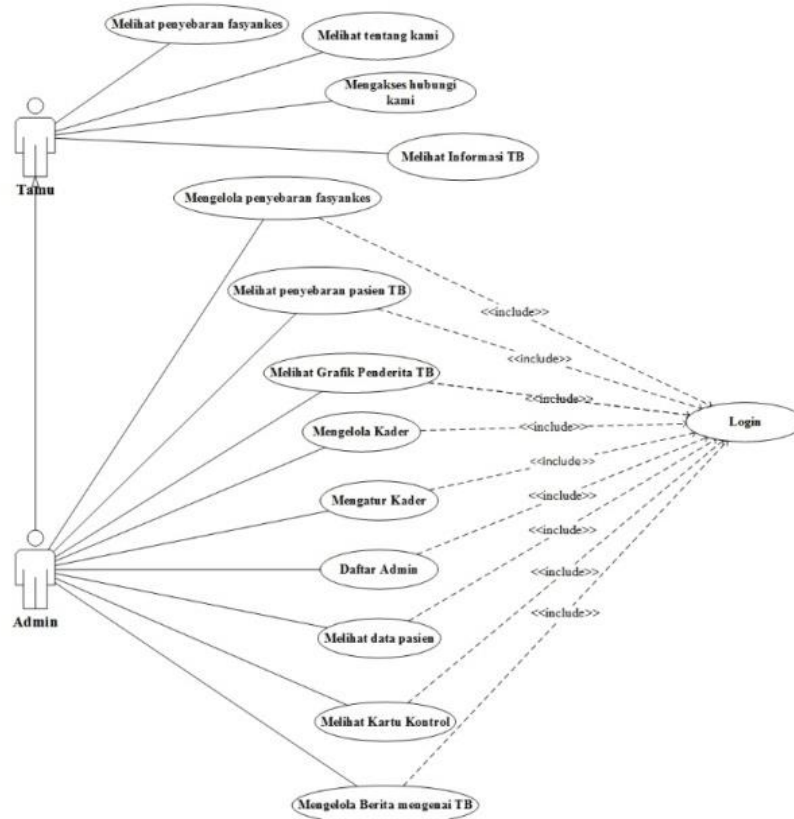 Melihat penyebaran fasyankes
Melihat tentang kami
Mengakses hubungi
kami
Melihat Informasi TB
Tamu
Mengelola penyebaran fasyankes
<<include>>
Melihat penyebaran pasien TB
<<include>>
Melihat Grafik Penderita TB
<<include>>
Login
Mengelola Kader
<<include>>
<<include>>
Mengatur Kader
<<include>>
<<include>>
Daftar Admin
<<include>>
Admin
<<include>>
Melihat data pasien
Melihat Kartu Kontrol
Mengelola Berita mengenai TB